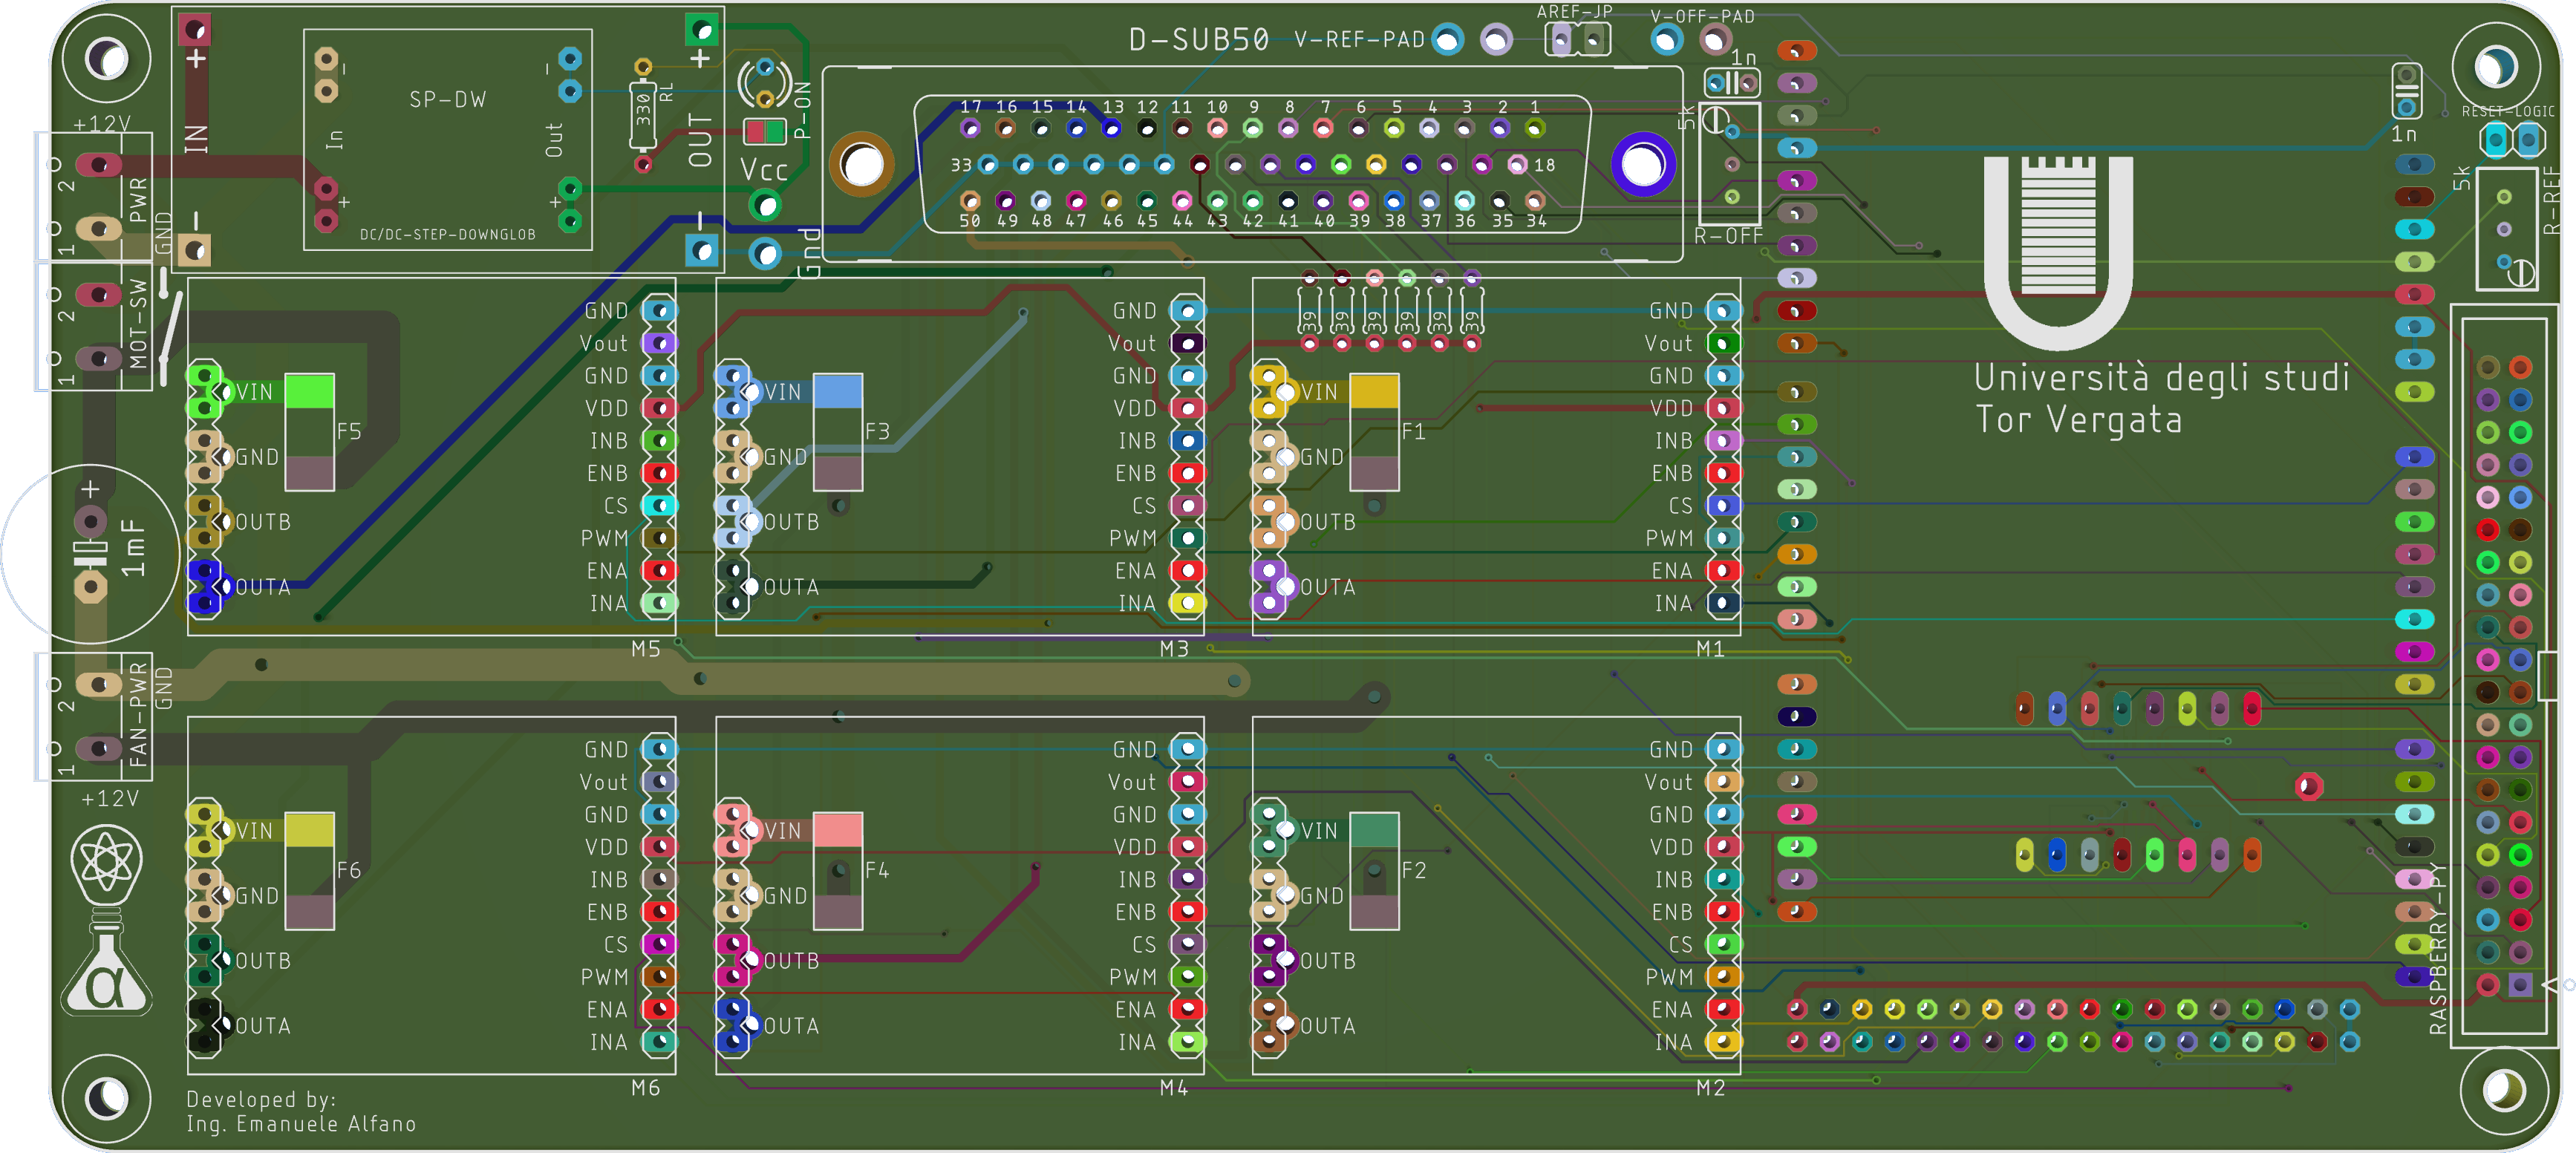 D-SUB50 V-REF-PAD AREF-JP V-OFF-PAD
1n
+12V
IN + SP-DW + OUT
In Out
DC/DC-STEP-DOWNGLOB
330 RL
P-ON
Vcc
Gnd
17 16 15 14 13 12 11 10 9 8 7 6 5 4 3 2 1
33 18
50 49 48 47 46 45 44 43 42 41 40 39 38 37 36 35 34
5k
R-OFF
1n
RESET-LOGIC
5k
R-REF
2 PWR
1 GND
2 MOT-SW
1
39 39 39 39 39 39
Università degli studi
Tor Vergata
GND
Vout
GND
VDD
INB
ENB
CS
PWM
ENA
INA
VIN
GND
OUTB
OUTA
F5
M5
GND
Vout
GND
VDD
INB
ENB
CS
PWM
ENA
INA
VIN
GND
OUTB
OUTA
F3
M3
GND
Vout
GND
VDD
INB
ENB
CS
PWM
ENA
INA
VIN
GND
OUTB
OUTA
F1
M1
+
1mF
2 GND
1 FAN-PWR
+12V
GND
Vout
GND
VDD
INB
ENB
CS
PWM
ENA
INA
VIN
GND
OUTB
OUTA
F6
M6
GND
Vout
GND
VDD
INB
ENB
CS
PWM
ENA
INA
VIN
GND
OUTB
OUTA
F4
M4
GND
Vout
GND
VDD
INB
ENB
CS
PWM
ENA
INA
VIN
GND
OUTB
OUTA
F2
M2
RASPBERRY-PY
α
Developed by:
Ing. Emanuele Alfano